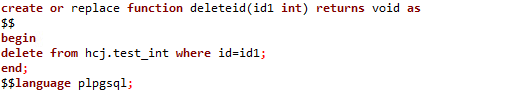 create or replace function deleteid(id1 int) returns void as
$$
begin
delete from hcj.test_int where id=id1;
end;
$$language plpgsql;